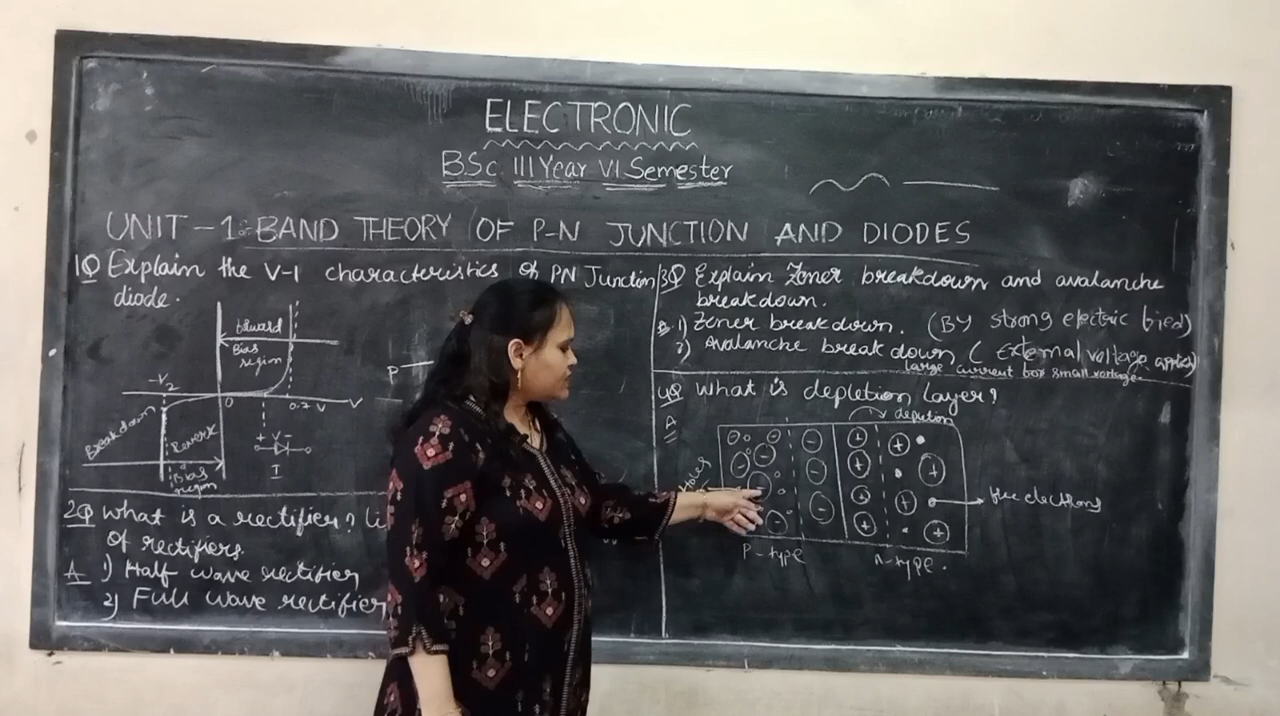 ELECTRONIC
BSc III Year VI Semester
UNIT-1: BAND THEORY OF P-N JUNCTION AND DIODES
1Q Explain the V-I characteristics of PN Junction
diode.
forward
Bias
region
-V2
0
0.7 V
V
Breakdown
Reverse
Bias
region
+ V -
I
P
2Q What is a rectifier? Li
of rectifiers.
A 1) Half wave rectifier
2) Full wave rectifier
3Q Explain Zener breakdown and avalanche
breakdown.
1) Zener breakdown. (By strong electric field)
2) Avalanche breakdown (External voltage applied)
large current for small voltage
4Q What is depletion layer?
A
depletion
Holes
free electrons
P-type
n-type.